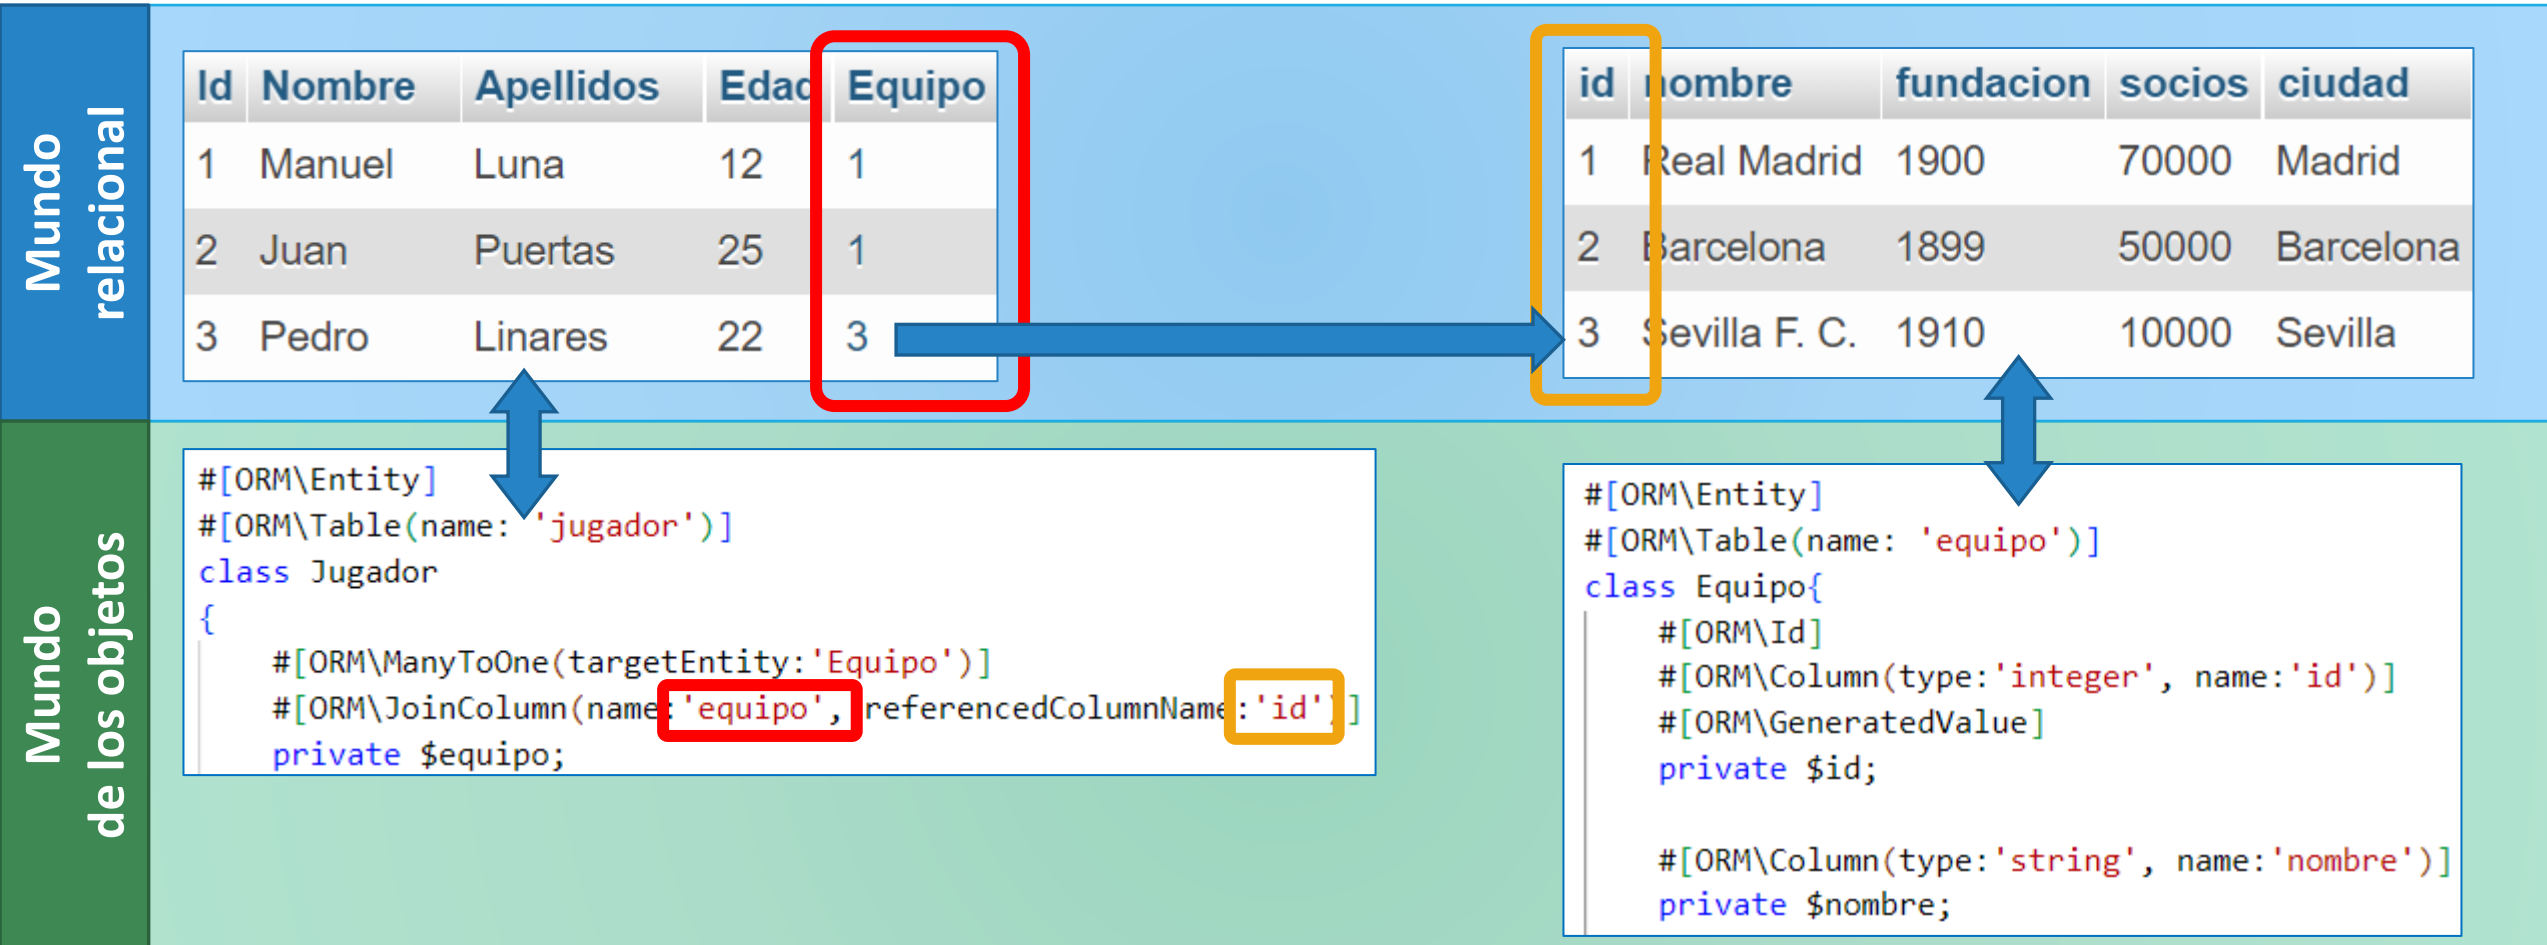 Mundo
relacional
Id Nombre Apellidos Edad Equipo
1 Manuel Luna 12 1
2 Juan Puertas 25 1
3 Pedro Linares 22 3
id nombre fundacion socios ciudad
1 Real Madrid 1900 70000 Madrid
2 Barcelona 1899 50000 Barcelona
3 Sevilla F. C. 1910 10000 Sevilla
Mundo
de los objetos
#[ORM\Entity]
#[ORM\Table(name: 'jugador')]
class Jugador
{
#[ORM\ManyToOne(targetEntity:'Equipo')]
#[ORM\JoinColumn(name:'equipo', referencedColumnName:'id')]
private $equipo;
#[ORM\Entity]
#[ORM\Table(name: 'equipo')]
class Equipo{
#[ORM\Id]
#[ORM\Column(type:'integer', name:'id')]
#[ORM\GeneratedValue]
private $id;
#[ORM\Column(type:'string', name:'nombre')]
private $nombre;